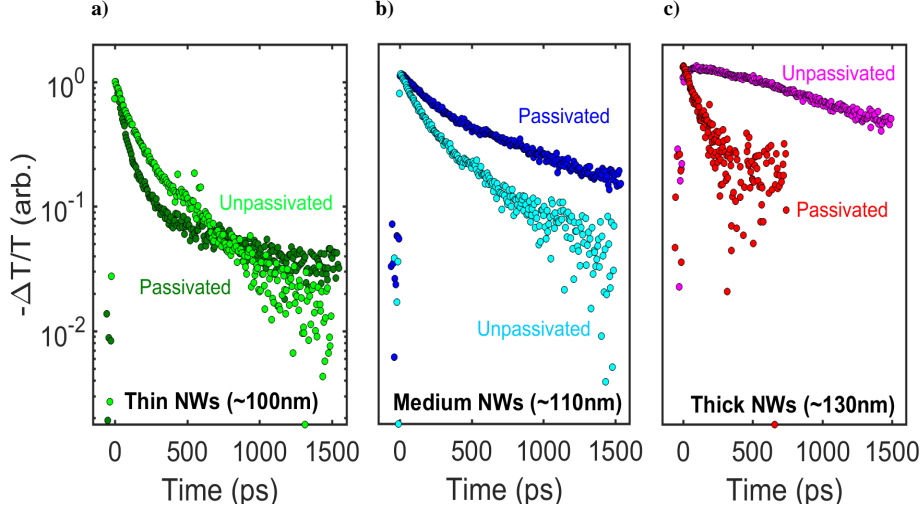 a)
b)
c)
-Δ T/T (arb.)
10^0
10^-1
10^-2
Unpassivated
Passivated
Thin NWs (~100nm)
0 500 1000 1500
Time (ps)
Passivated
Unpassivated
Medium NWs (~110nm)
0 500 1000 1500
Time (ps)
Unpassivated
Passivated
Thick NWs (~130nm)
0 500 1000 1500
Time (ps)